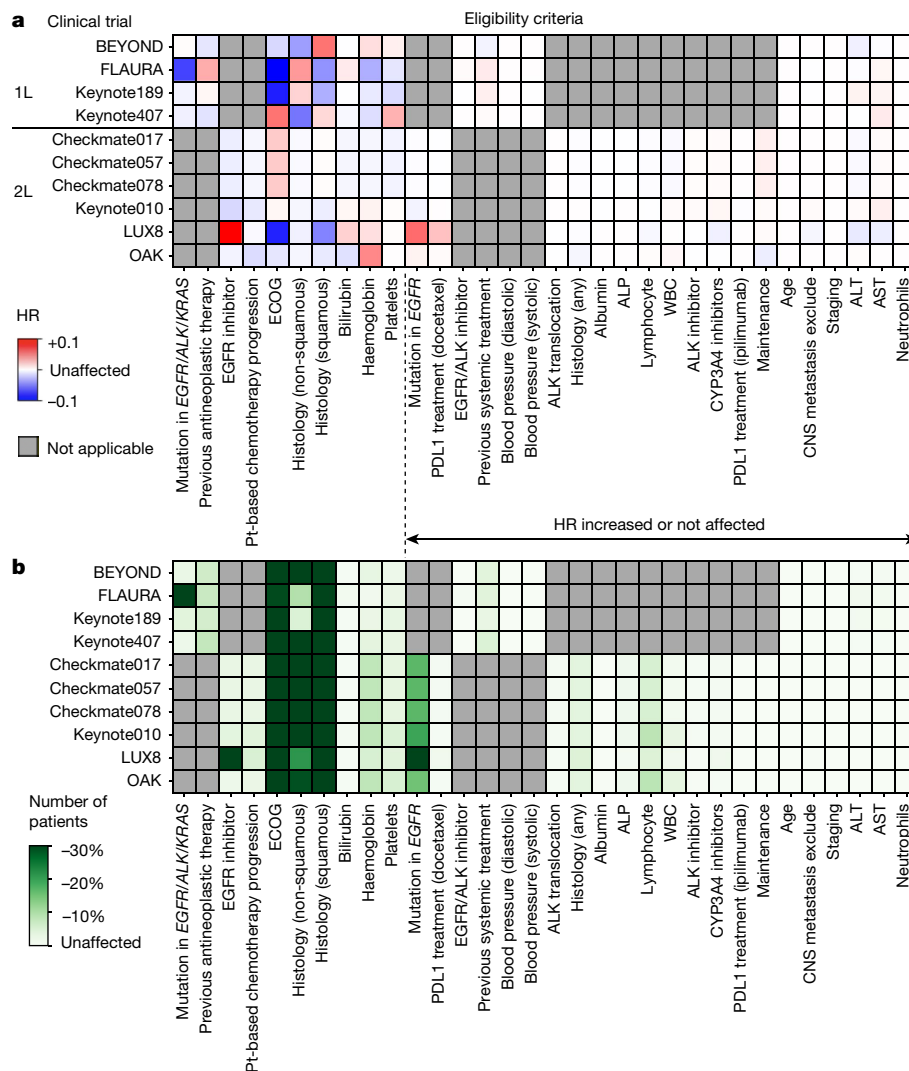 a Clinical trial Eligibility criteria
1L
BEYOND
FLAURA
Keynote189
Keynote407
2L
Checkmate017
Checkmate057
Checkmate078
Keynote010
LUX8
OAK
HR
+0.1
Unaffected
−0.1
Not applicable
Mutation in EGFR/ALK/KRAS
Previous antineoplastic therapy
EGFR inhibitor
Pt-based chemotherapy progression
ECOG
Histology (non-squamous)
Histology (squamous)
Bilirubin
Haemoglobin
Platelets
Mutation in EGFR
PDL1 treatment (docetaxel)
EGFR/ALK inhibitor
Previous systemic treatment
Blood pressure (diastolic)
Blood pressure (systolic)
ALK translocation
Histology (any)
Albumin
ALP
Lymphocyte
WBC
ALK inhibitor
CYP3A4 inhibitors
PDL1 treatment (ipilimumab)
Maintenance
Age
CNS metastasis exclude
Staging
ALT
AST
Neutrophils
HR increased or not affected
b
BEYOND
FLAURA
Keynote189
Keynote407
Checkmate017
Checkmate057
Checkmate078
Keynote010
LUX8
OAK
Number of
patients
−30%
−20%
−10%
Unaffected
Mutation in EGFR/ALK/KRAS
Previous antineoplastic therapy
EGFR inhibitor
Pt-based chemotherapy progression
ECOG
Histology (non-squamous)
Histology (squamous)
Bilirubin
Haemoglobin
Platelets
Mutation in EGFR
PDL1 treatment (docetaxel)
EGFR/ALK inhibitor
Previous systemic treatment
Blood pressure (diastolic)
Blood pressure (systolic)
ALK translocation
Histology (any)
Albumin
ALP
Lymphocyte
WBC
ALK inhibitor
CYP3A4 inhibitors
PDL1 treatment (ipilimumab)
Maintenance
Age
CNS metastasis exclude
Staging
ALT
AST
Neutrophils